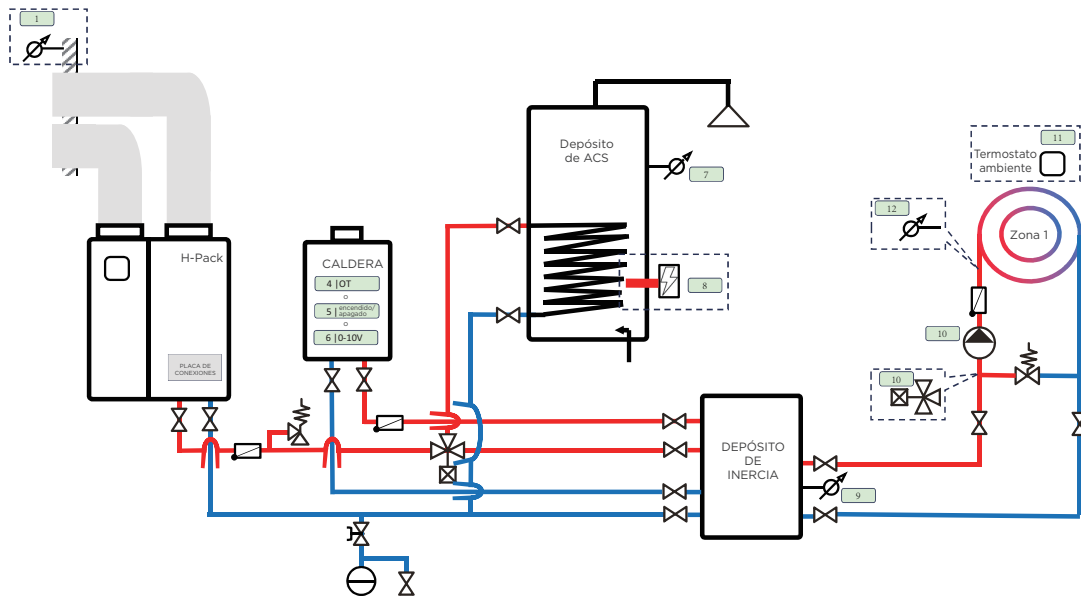 1
Depósito
de ACS
7
11
Termostato
ambiente
12
Zona 1
H-Pack
CALDERA
4 | OT
o
5 | encendido/
apagado
o
6 | 0-10V
8
PLACA DE
CONEXIONES
10
10
DEPÓSITO
DE
INERCIA
9